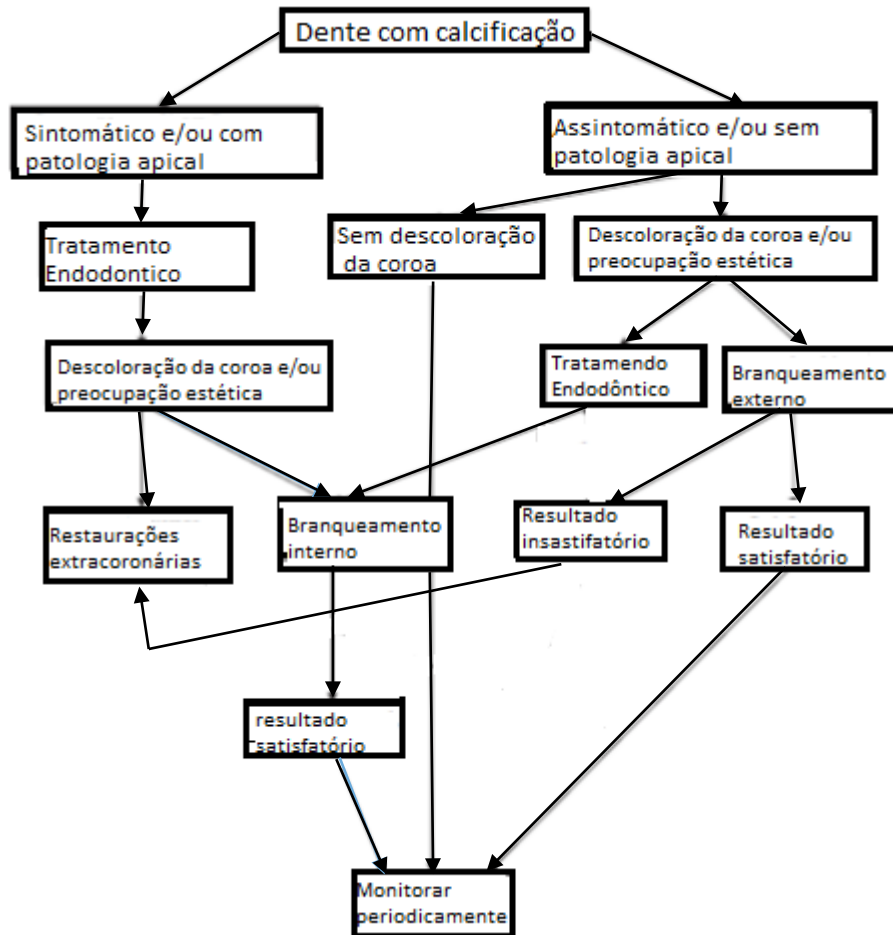 Dente com calcificação
Sintomático e/ou com
patologia apical
Assintomático e/ou sem
patologia apical
Tratamento
Endodontico
Sem descoloração
da coroa
Descoloração da coroa e/ou
preocupação estética
Descoloração da coroa e/ou
preocupação estética
Tratamendo
Endodôntico
Branqueamento
externo
Restaurações
extracoronárias
Branqueamento
interno
Resultado
insastifatório
Resultado
satisfatório
resultado
satisfatório
Monitorar
periodicamente